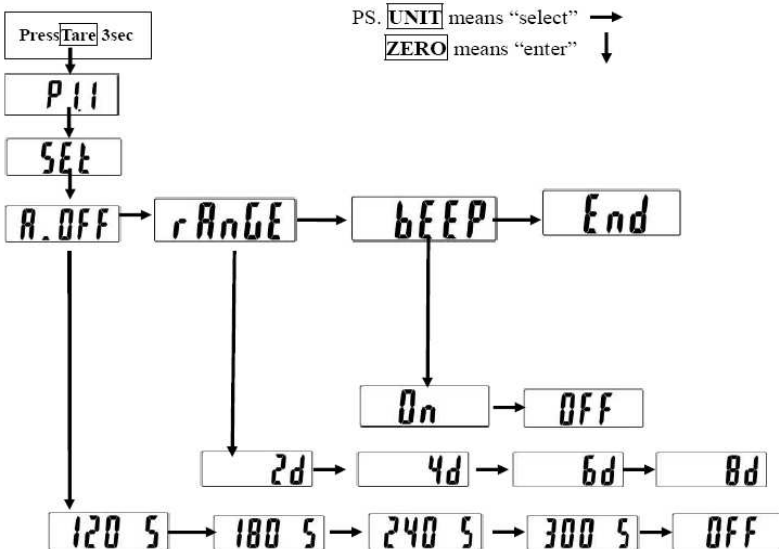 PS. UNIT means “select”
ZERO means “enter”
Press Tare 3sec
P1.1
SEt
A.OFF rAnGE bEEP End
On OFF
2d 4d 6d 8d
120 S 180 S 240 S 300 S OFF